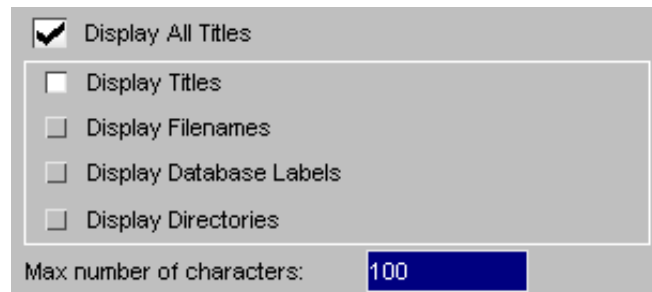 Display All Titles
Display Titles
Display Filenames
Display Database Labels
Display Directories
Max number of characters: 100